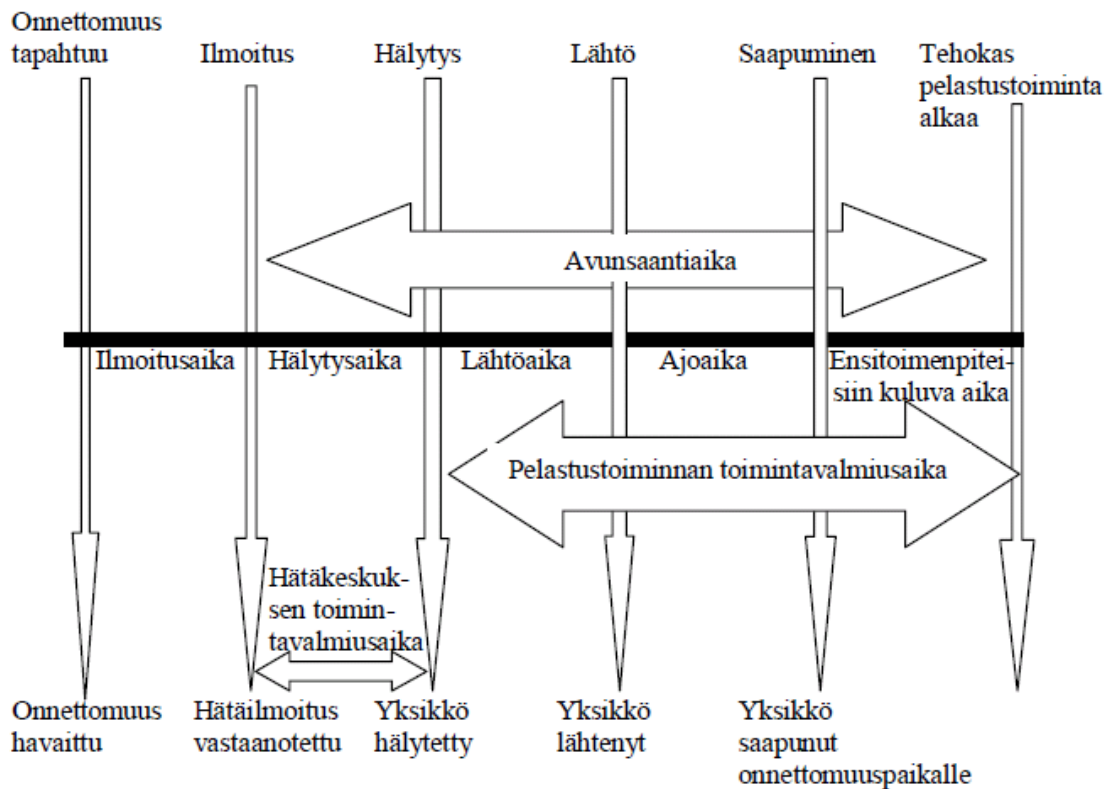 Onnettomuus
tapahtuu
Ilmoitus
Hälytys
Lähtö
Saapuminen
Tehokas
pelastustoiminta
alkaa
Avunsaantiaika
Ilmoitusaika
Hälytysaika
Lähtöaika
Ajoaika
Ensitoimenpitei-
siin kuluva aika
Pelastustoiminnan toimintavalmiusaika
Hätäkeskuk-
sen toimin-
tavalmiusaika
Onnettomuus
havaittu
Hätäilmoitus
vastaanotettu
Yksikkö
hälytetty
Yksikkö
lähtenyt
Yksikkö
saapunut
onnettomuuspaikalle